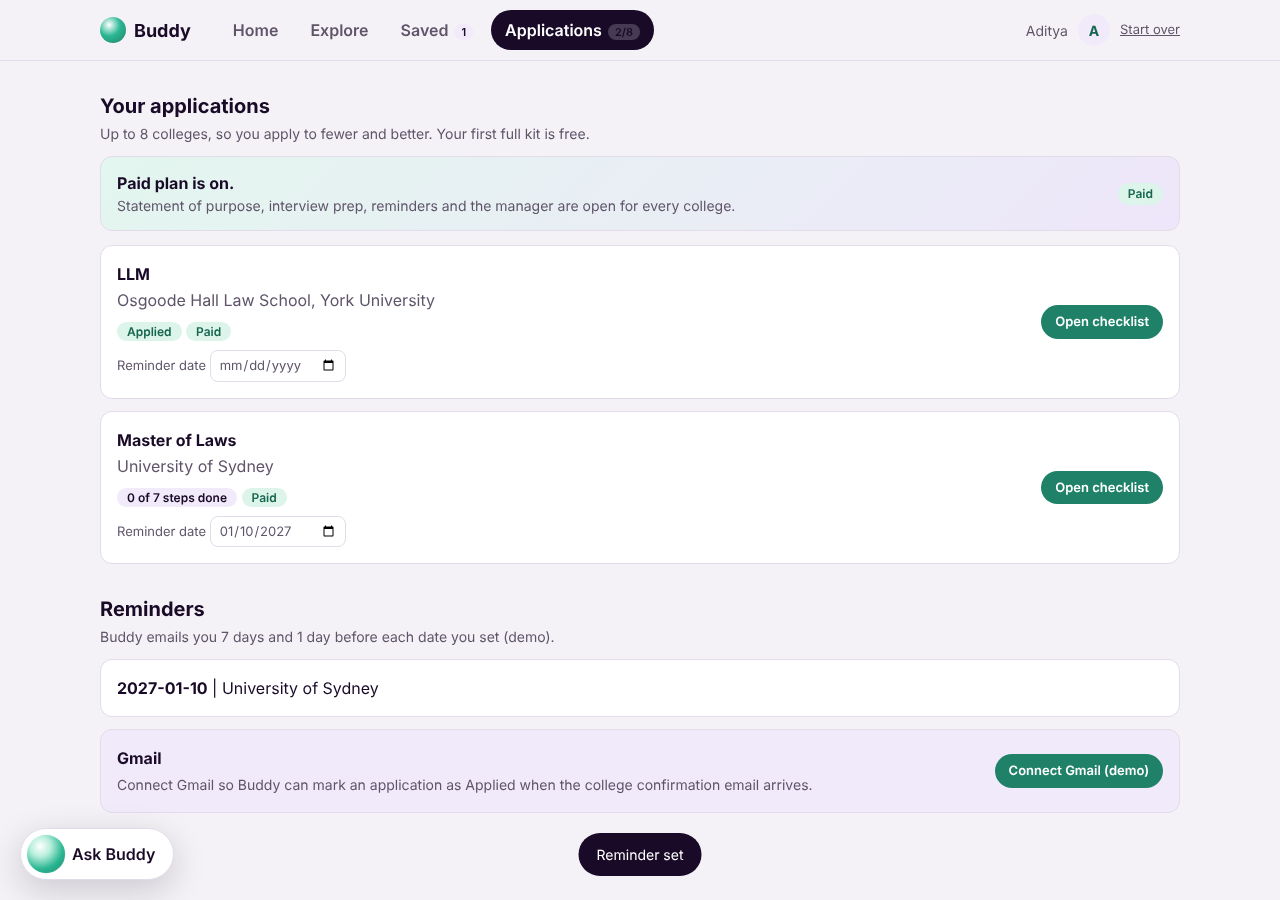 Buddy
Home
Explore
Saved 1
Applications 2/8
Aditya
A
Start over
Your applications
Up to 8 colleges, so you apply to fewer and better. Your first full kit is free.
Paid plan is on.
Statement of purpose, interview prep, reminders and the manager are open for every college.
Paid
LLM
Osgoode Hall Law School, York University
Applied
Paid
Reminder date mm/dd/yyyy
Open checklist
Master of Laws
University of Sydney
0 of 7 steps done
Paid
Reminder date 01/10/2027
Open checklist
Reminders
Buddy emails you 7 days and 1 day before each date you set (demo).
2027-01-10 | University of Sydney
Gmail
Connect Gmail so Buddy can mark an application as Applied when the college confirmation email arrives.
Connect Gmail (demo)
Ask Buddy
Reminder set